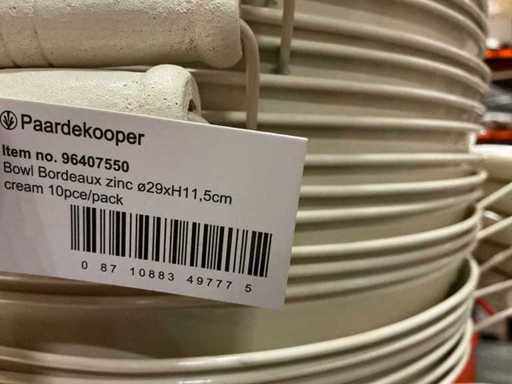 Paardekooper
Item no. 96407550
Bowl Bordeaux zinc ø29xH11,5cm
cream 10pce/pack
0 87 10883 49777 5